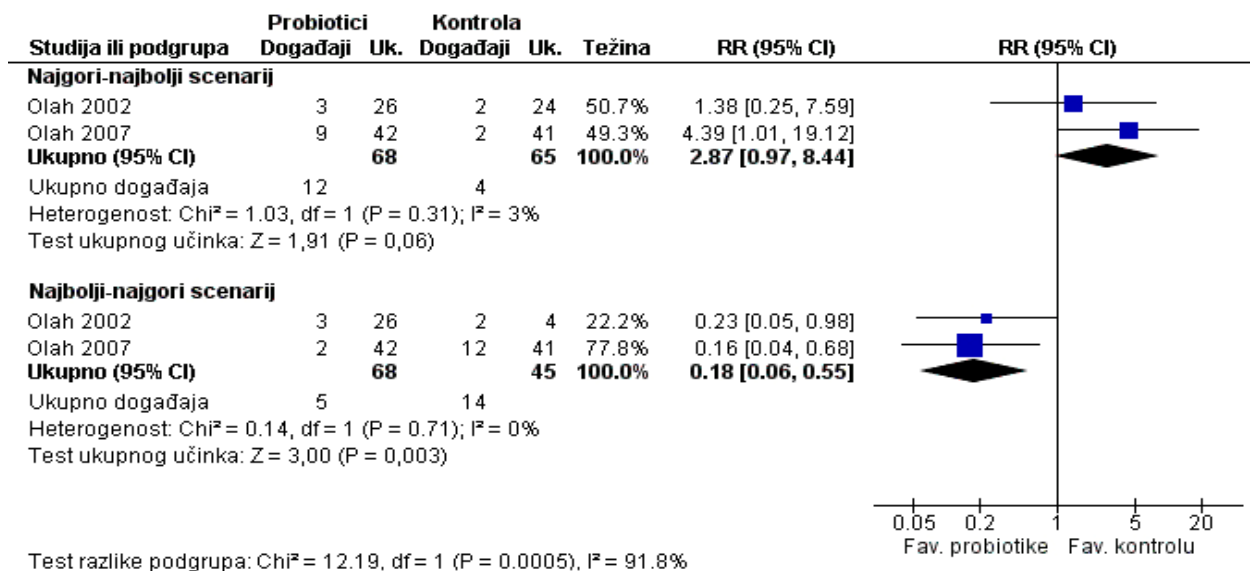 Probiotici Kontrola
Studija ili podgrupa Događaji Uk. Događaji Uk. Težina RR (95% CI) RR (95% CI)
Najgori-najbolji scenarij
Olah 2002 3 26 2 24 50.7% 1.38 [0.25, 7.59]
Olah 2007 9 42 2 41 49.3% 4.39 [1.01, 19.12]
Ukupno (95% CI) 68 65 100.0% 2.87 [0.97, 8.44]
Ukupno događaja 12 4
Heterogenost: Chi² = 1.03, df = 1 (P = 0.31); I² = 3%
Test ukupnog učinka: Z = 1,91 (P = 0,06)
Najbolji-najgori scenarij
Olah 2002 3 26 2 4 22.2% 0.23 [0.05, 0.98]
Olah 2007 2 42 12 41 77.8% 0.16 [0.04, 0.68]
Ukupno (95% CI) 68 45 100.0% 0.18 [0.06, 0.55]
Ukupno događaja 5 14
Heterogenost: Chi² = 0.14, df = 1 (P = 0.71); I² = 0%
Test ukupnog učinka: Z = 3,00 (P = 0,003)
0.05 0.2 1 5 20
Fav. probiotike Fav. kontrolu
Test razlike podgrupa: Chi² = 12.19, df = 1 (P = 0.0005), I² = 91.8%